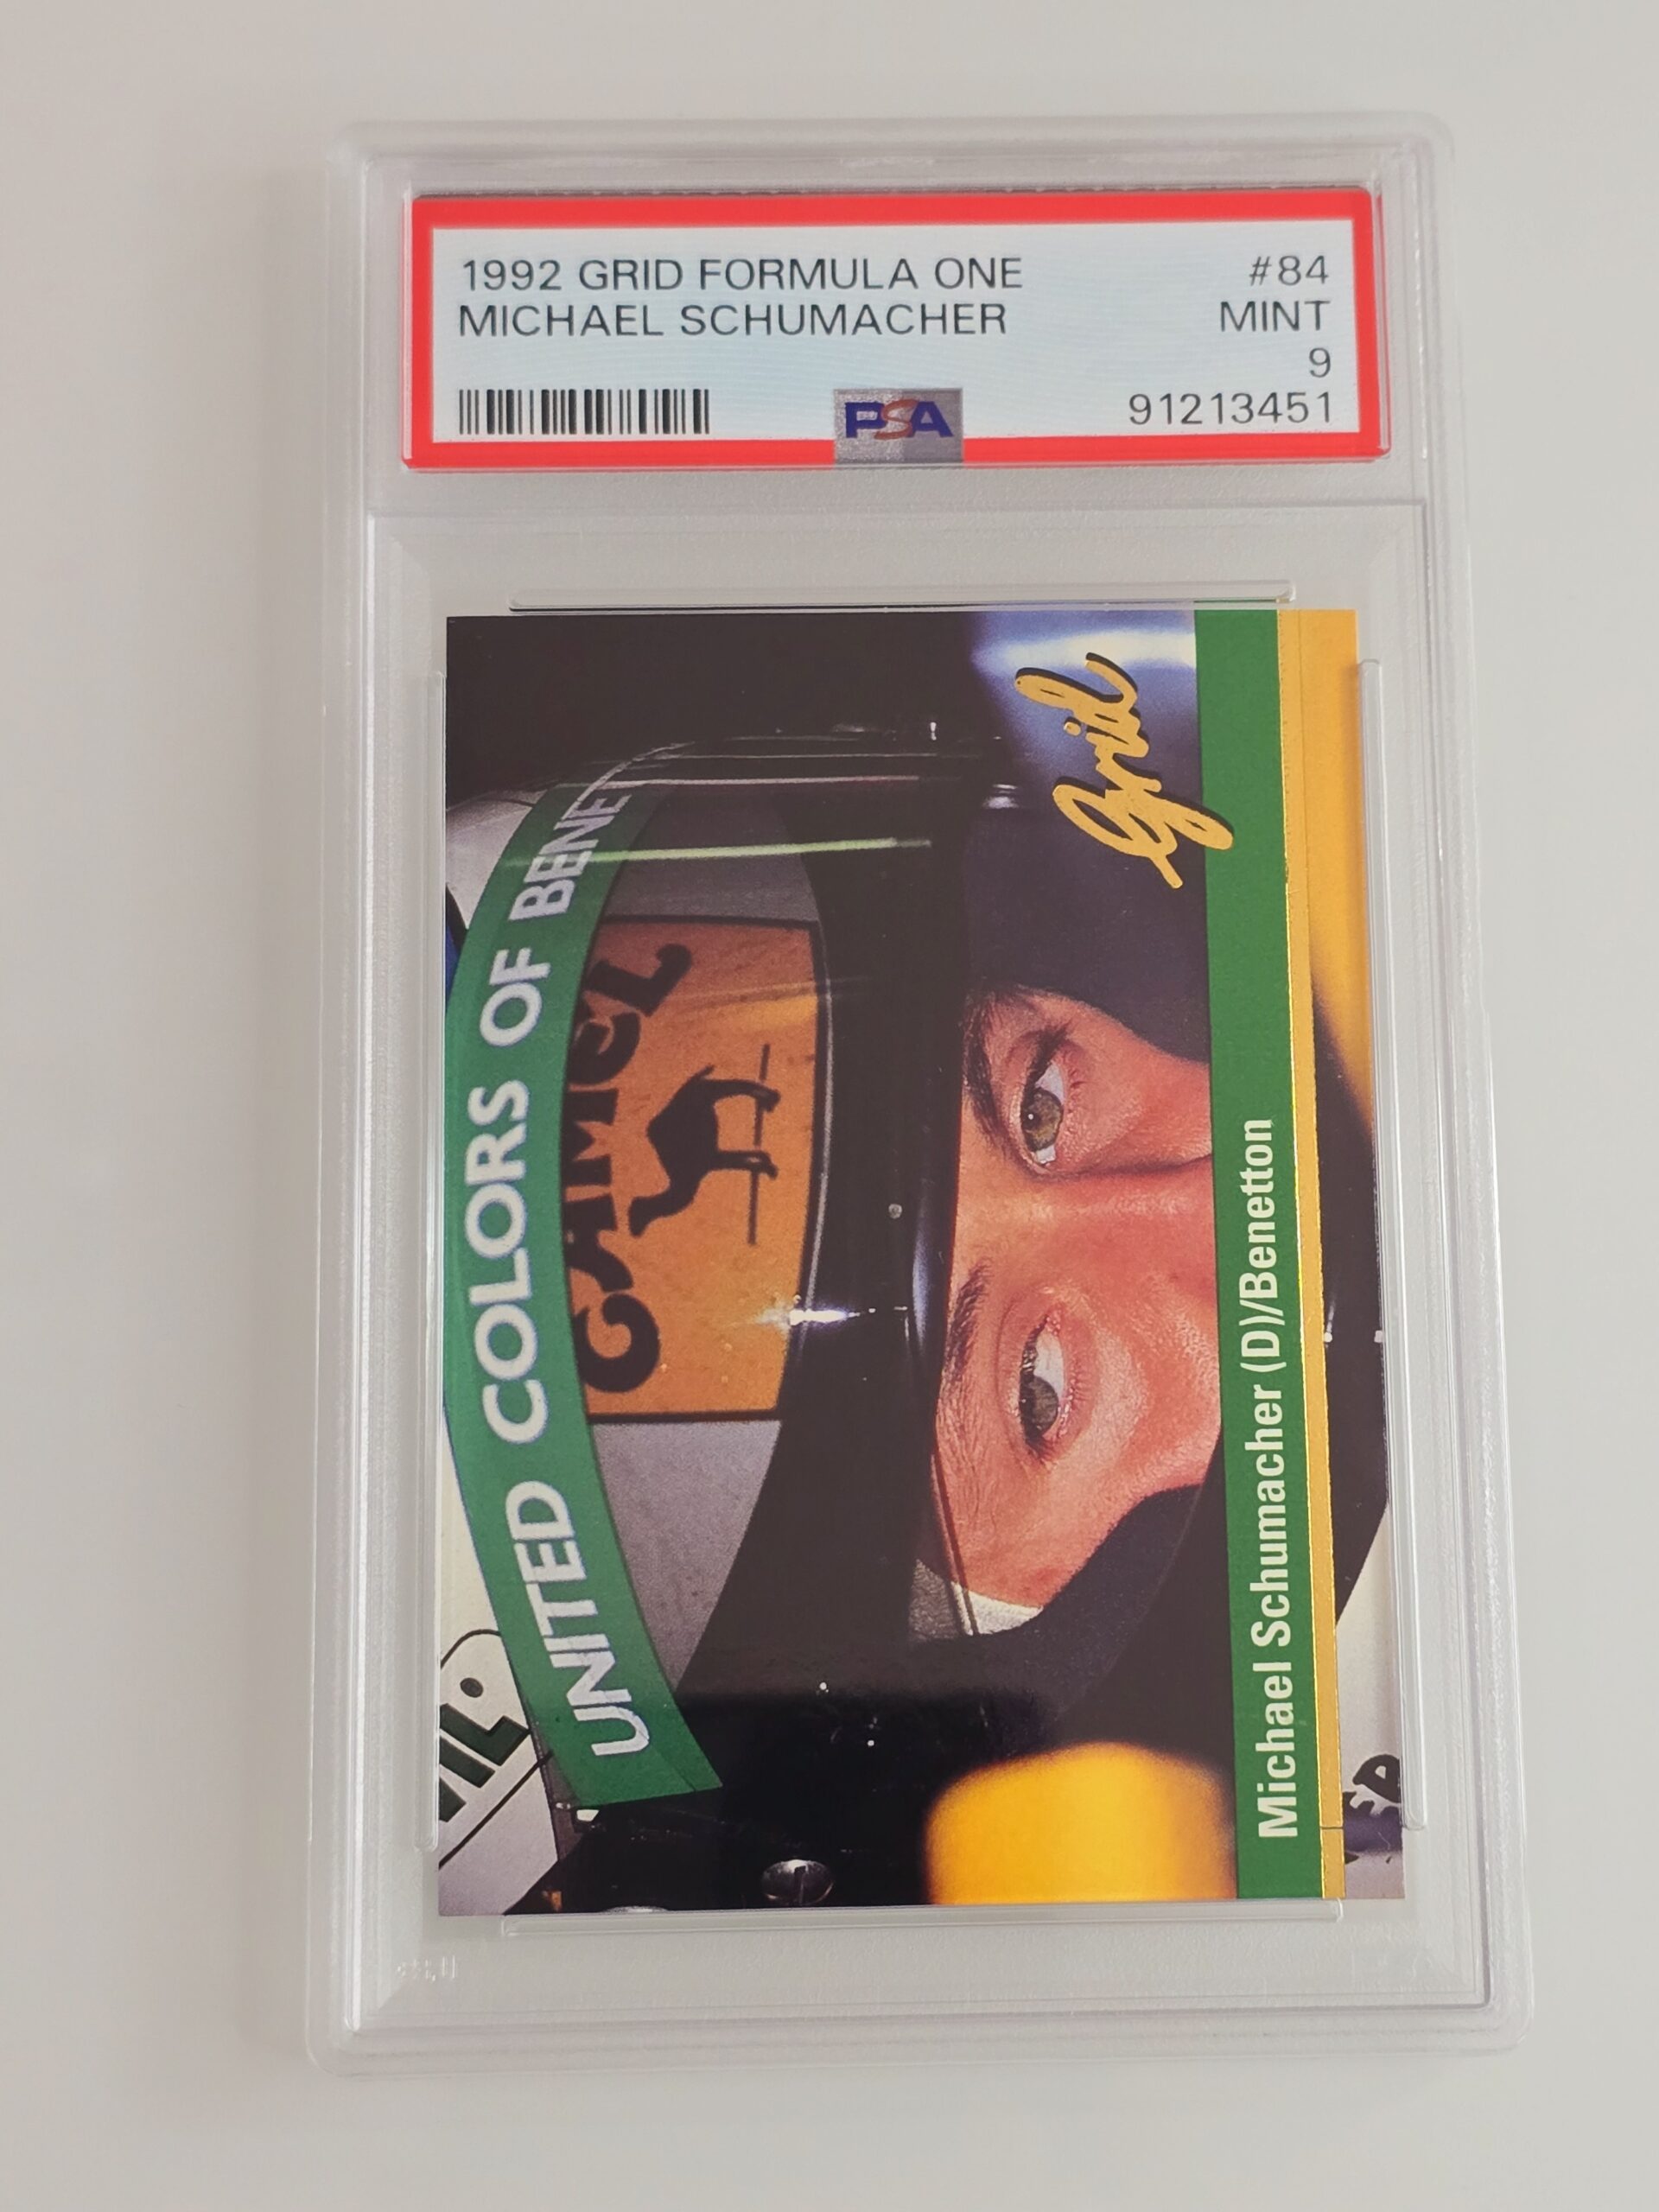 1992 GRID FORMULA ONE #84
MICHAEL SCHUMACHER MINT
9
PSA 91213451
Grid
UNITED COLORS OF BENET
CAMEL
Michael Schumacher (D)/Benetton